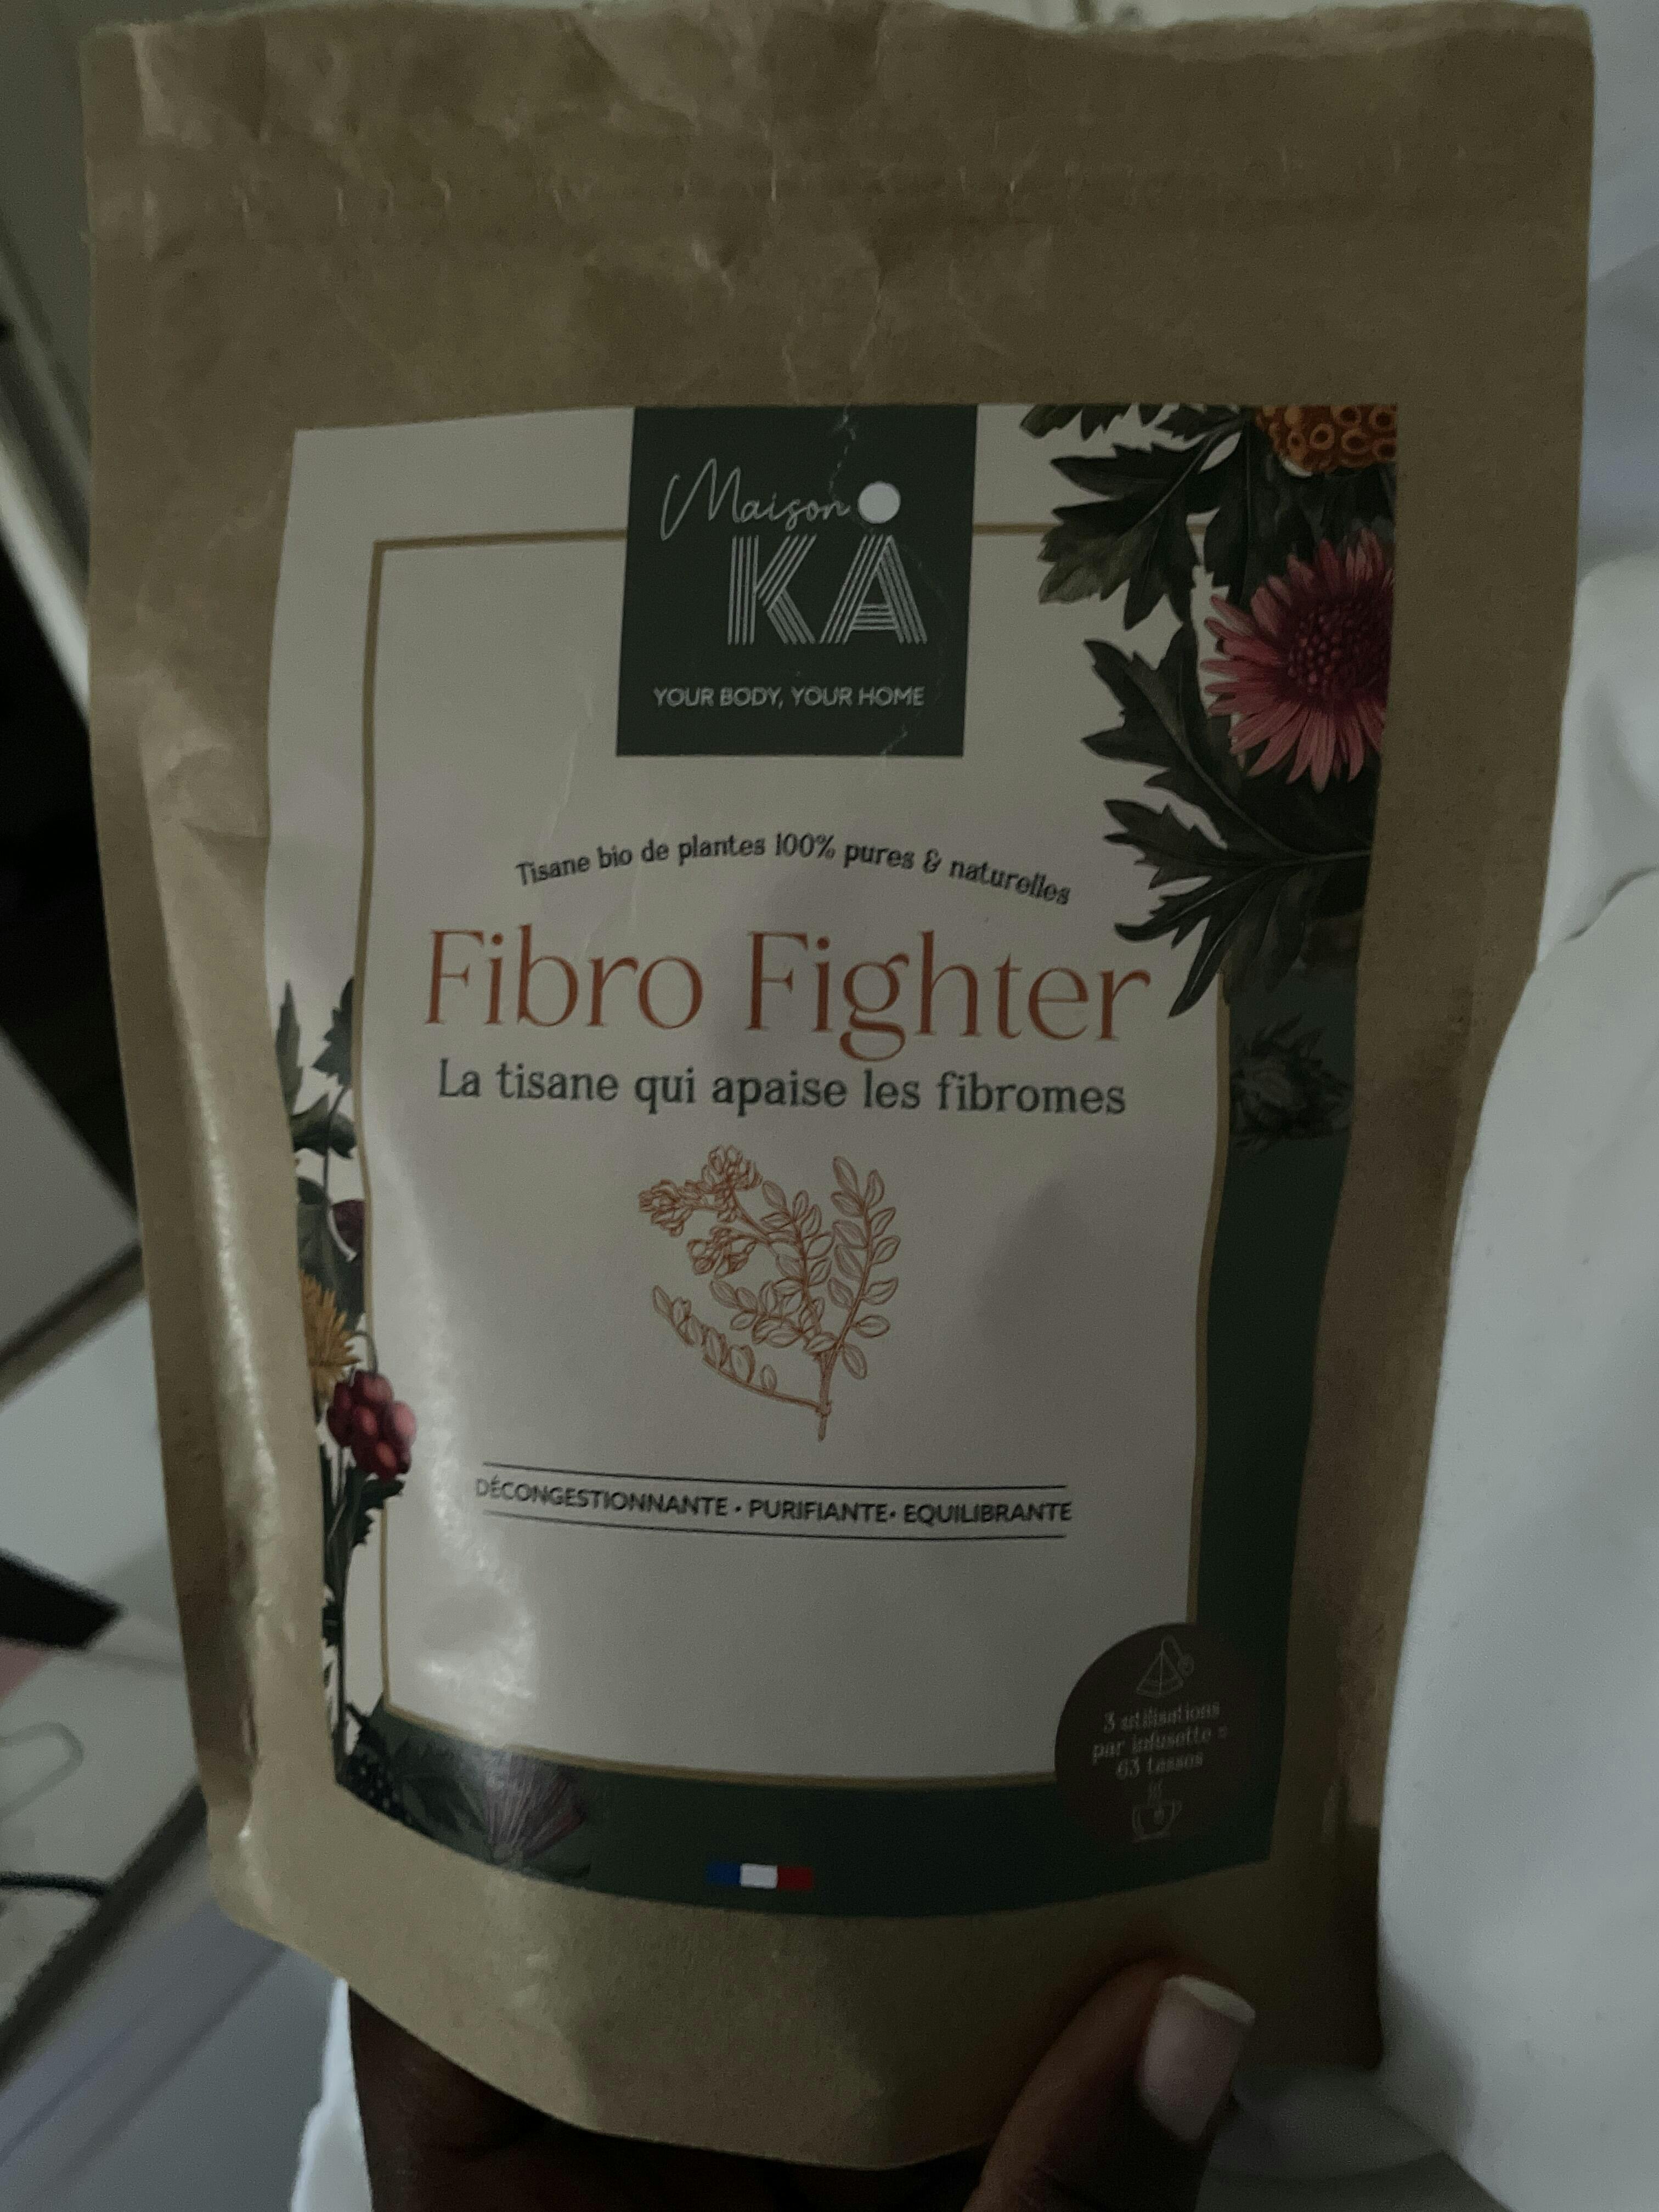 Maison
KA
YOUR BODY, YOUR HOME
Tisane bio de plantes 100% pures & naturelles
Fibro Fighter
La tisane qui apaise les fibromes
DÉCONGESTIONNANTE • PURIFIANTE• EQUILIBRANTE
3 utilisations
par infusette =
63 tasses